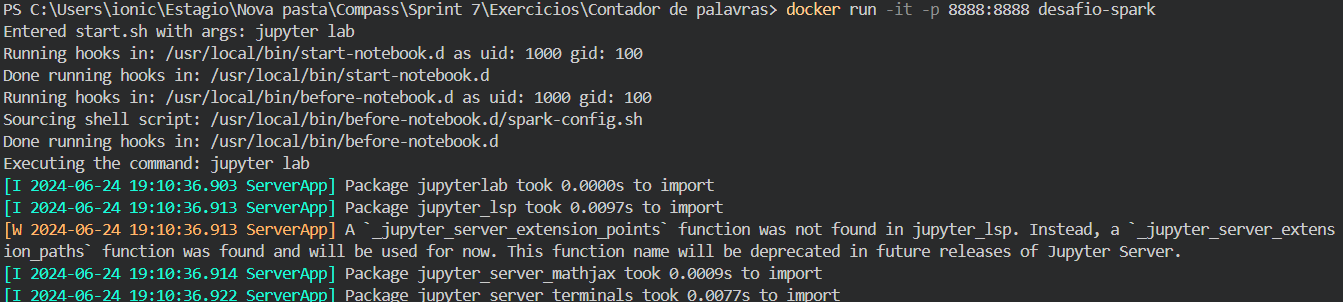 PS C:\Users\ionic\Estagio\Nova pasta\Compass\Sprint 7\Exercicios\Contador de palavras> docker run -it -p 8888:8888 desafio-spark
Entered start.sh with args: jupyter lab
Running hooks in: /usr/local/bin/start-notebook.d as uid: 1000 gid: 100
Done running hooks in: /usr/local/bin/start-notebook.d
Running hooks in: /usr/local/bin/before-notebook.d as uid: 1000 gid: 100
Sourcing shell script: /usr/local/bin/before-notebook.d/spark-config.sh
Done running hooks in: /usr/local/bin/before-notebook.d
Executing the command: jupyter lab
[I 2024-06-24 19:10:36.903 ServerApp] Package jupyterlab took 0.0000s to import
[I 2024-06-24 19:10:36.913 ServerApp] Package jupyter_lsp took 0.0097s to import
[W 2024-06-24 19:10:36.913 ServerApp] A `_jupyter_server_extension_points` function was not found in jupyter_lsp. Instead, a `_jupyter_server_extens
ion_paths` function was found and will be used for now. This function name will be deprecated in future releases of Jupyter Server.
[I 2024-06-24 19:10:36.914 ServerApp] Package jupyter_server_mathjax took 0.0009s to import
[I 2024-06-24 19:10:36.922 ServerApp] Package jupyter_server_terminals took 0.0077s to import